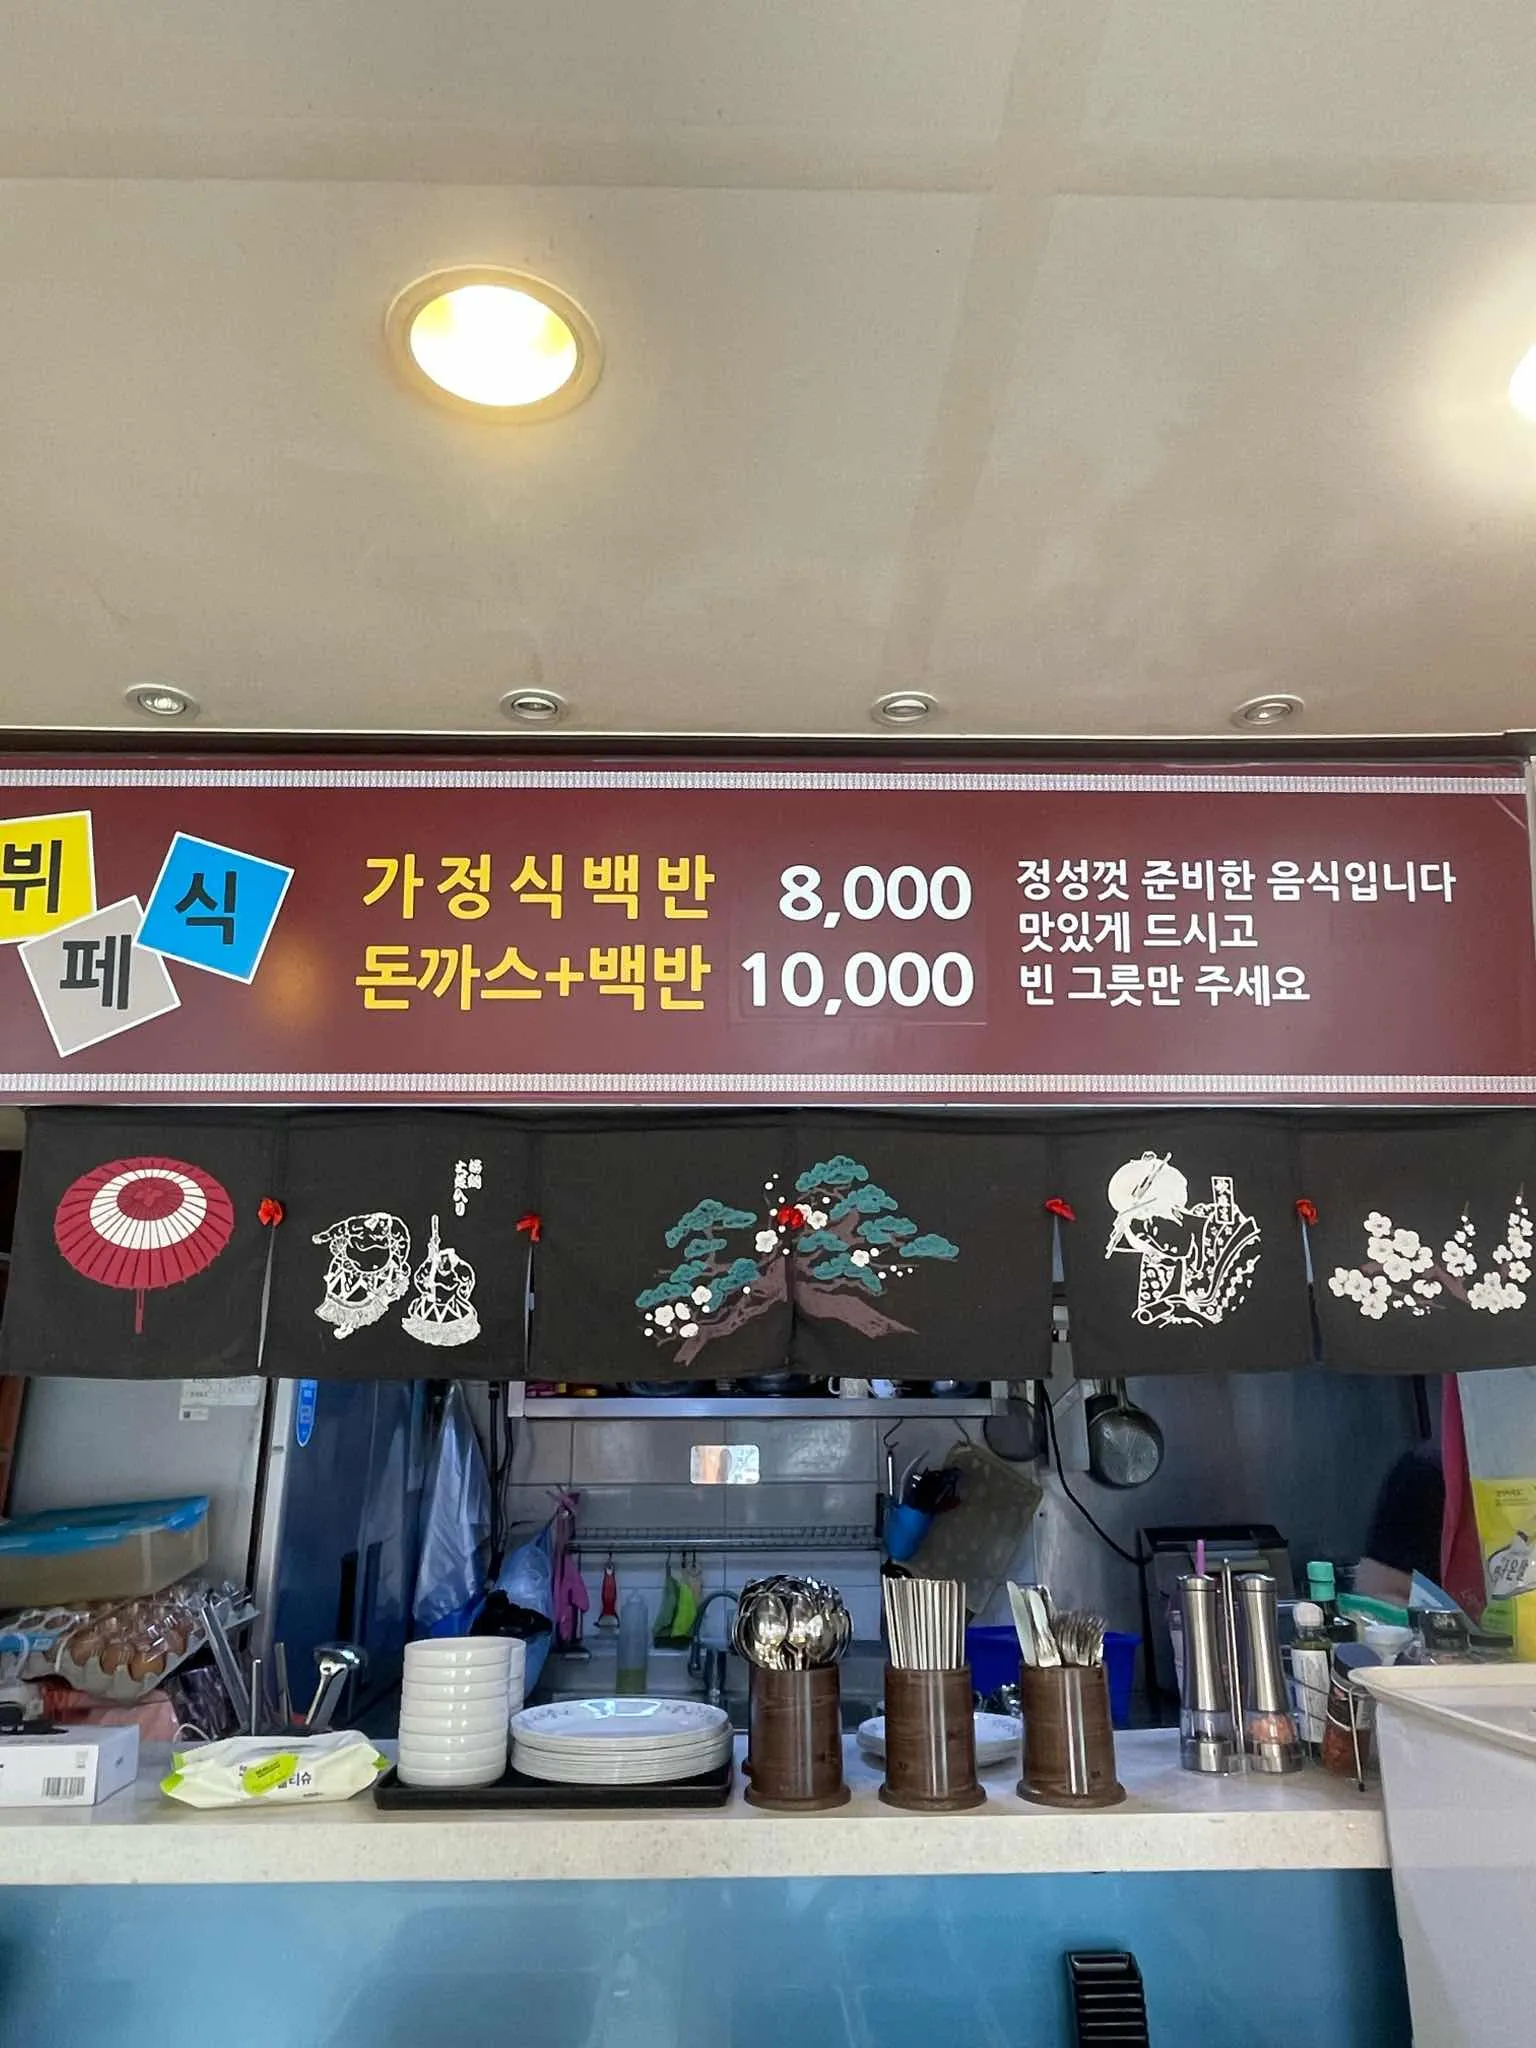 뷔
페
식
가정식백반 8,000
돈까스+백반 10,000
정성껏 준비한 음식입니다
맛있게 드시고
빈 그릇만 주세요